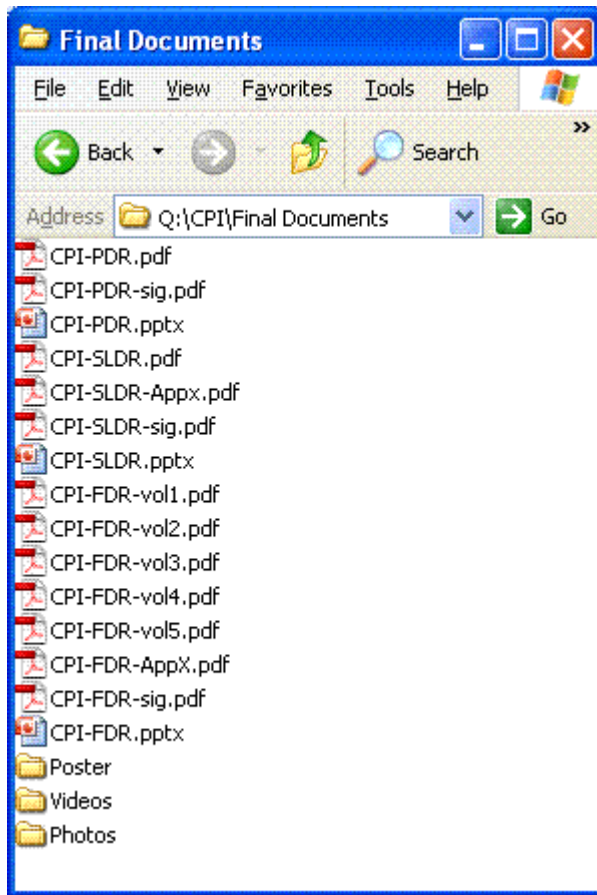 Final Documents
File Edit View Favorites Tools Help
Back Search »
Address Q:\CPI\Final Documents Go
CPI-PDR.pdf
CPI-PDR-sig.pdf
CPI-PDR.pptx
CPI-SLDR.pdf
CPI-SLDR-Appx.pdf
CPI-SLDR-sig.pdf
CPI-SLDR.pptx
CPI-FDR-vol1.pdf
CPI-FDR-vol2.pdf
CPI-FDR-vol3.pdf
CPI-FDR-vol4.pdf
CPI-FDR-vol5.pdf
CPI-FDR-AppX.pdf
CPI-FDR-sig.pdf
CPI-FDR.pptx
Poster
Videos
Photos